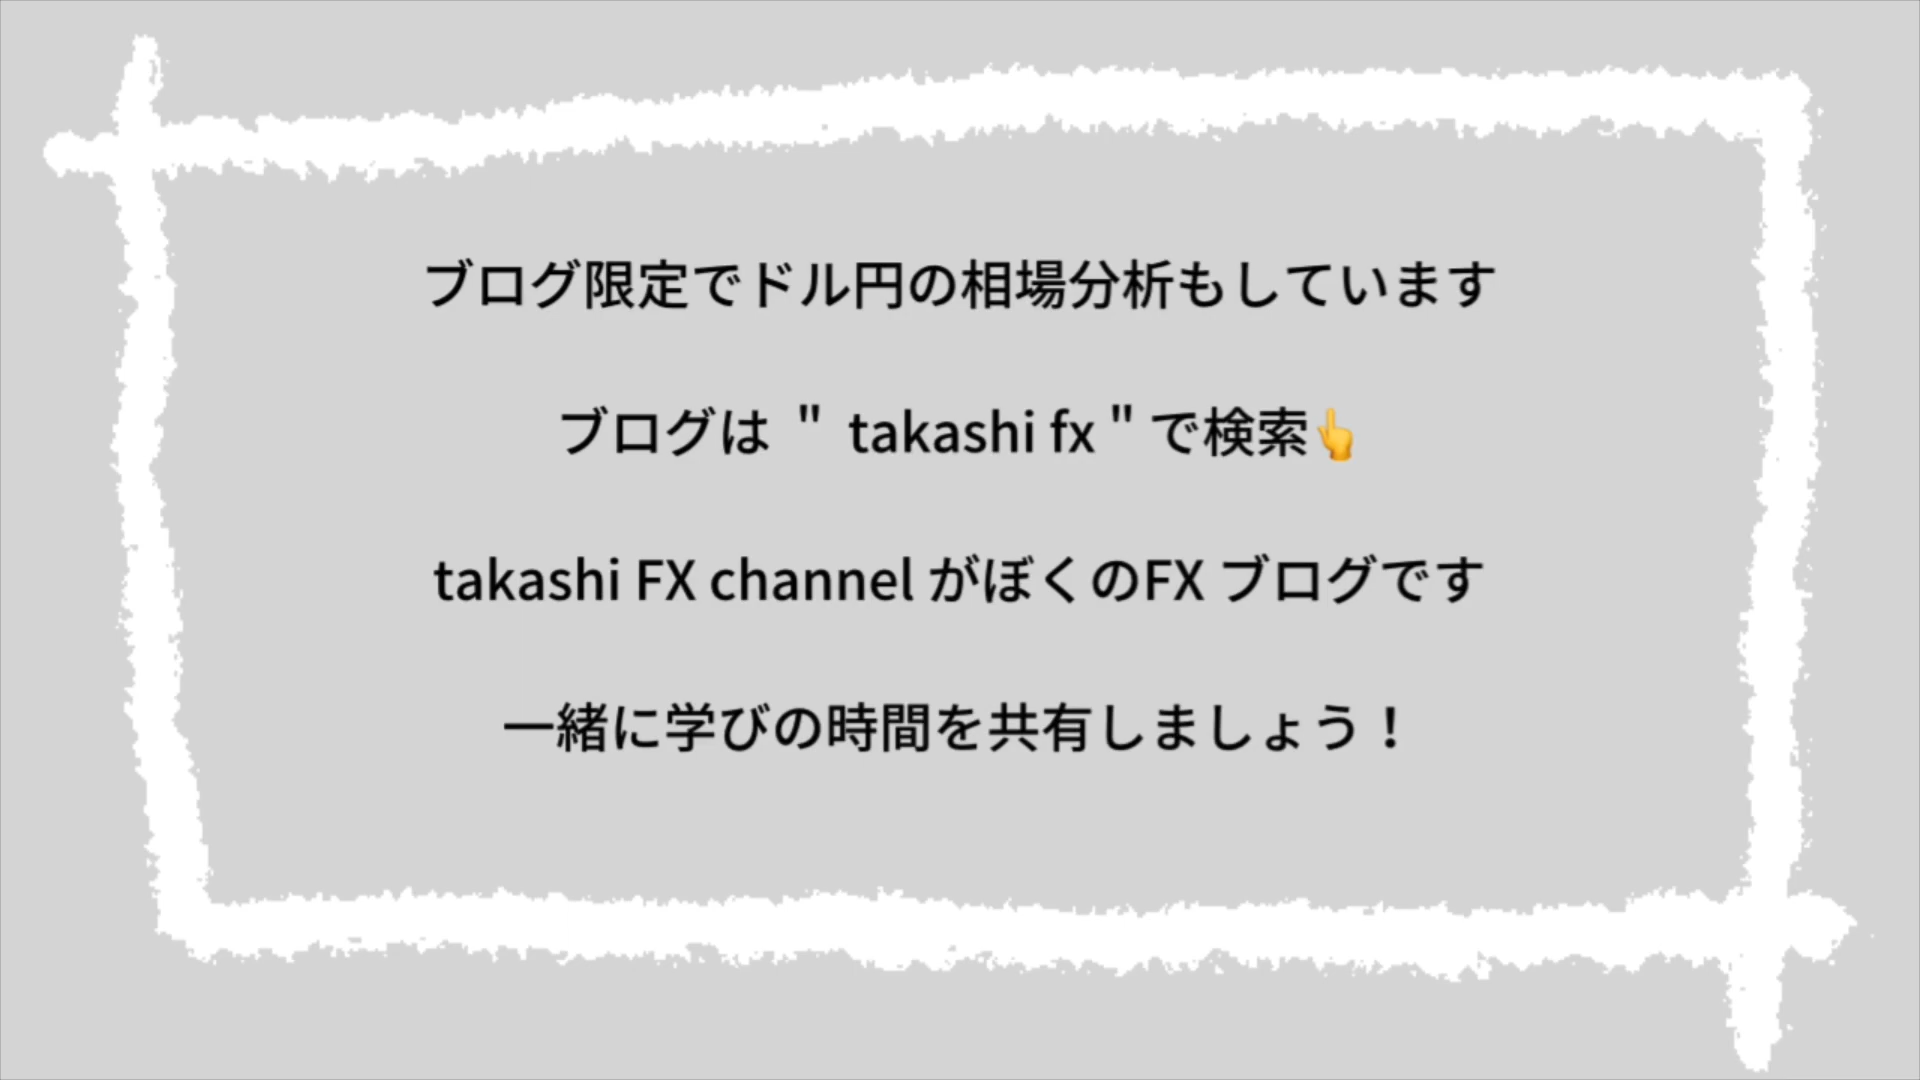 ブログ限定でドル円の相場分析もしています
ブログは " takashi fx " で検索👆
takashi FX channel がぼくのFX ブログです
一緒に学びの時間を共有しましょう！